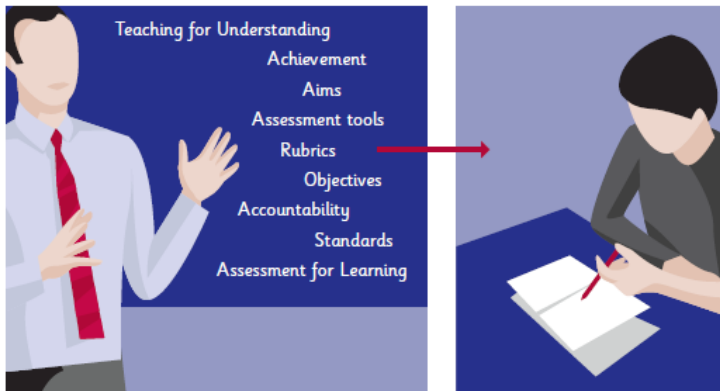 Teaching for Understanding
Achievement
Aims
Assessment tools
Rubrics
Objectives
Accountability
Standards
Assessment for Learning